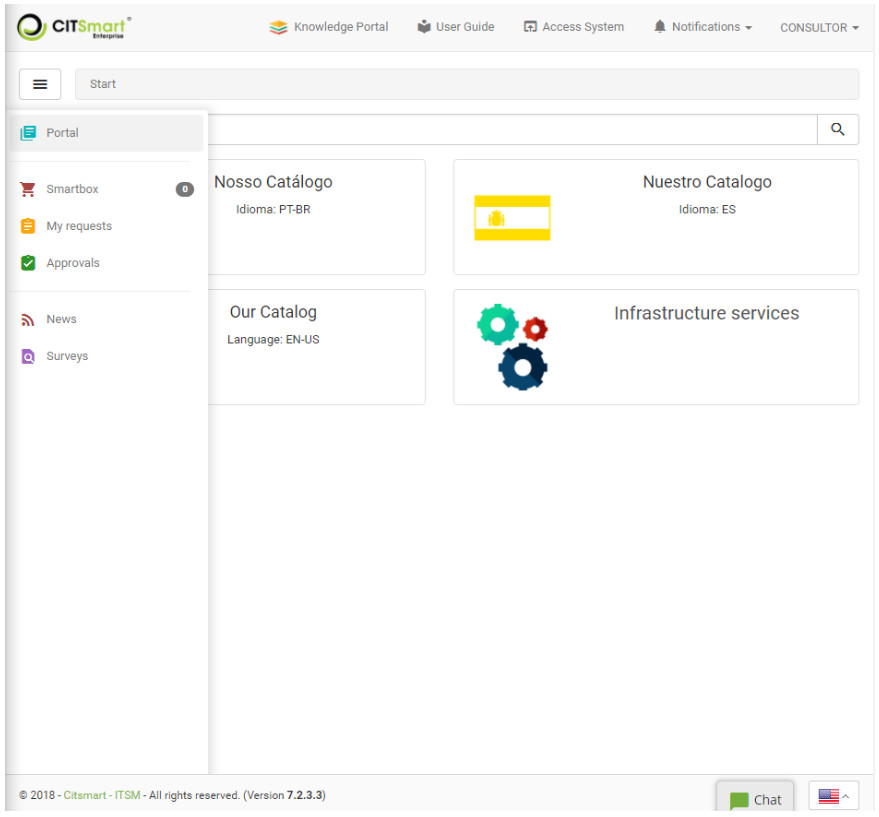 CITSmart®
Enterprise
Knowledge Portal
User Guide
Access System
Notifications
CONSULTOR
Start
Portal
Smartbox 0
My requests
Approvals
News
Surveys
Nosso Catálogo
Idioma: PT-BR
Nuestro Catalogo
Idioma: ES
Our Catalog
Language: EN-US
Infrastructure services
© 2018 - Citsmart - ITSM - All rights reserved. (Version 7.2.3.3)
Chat